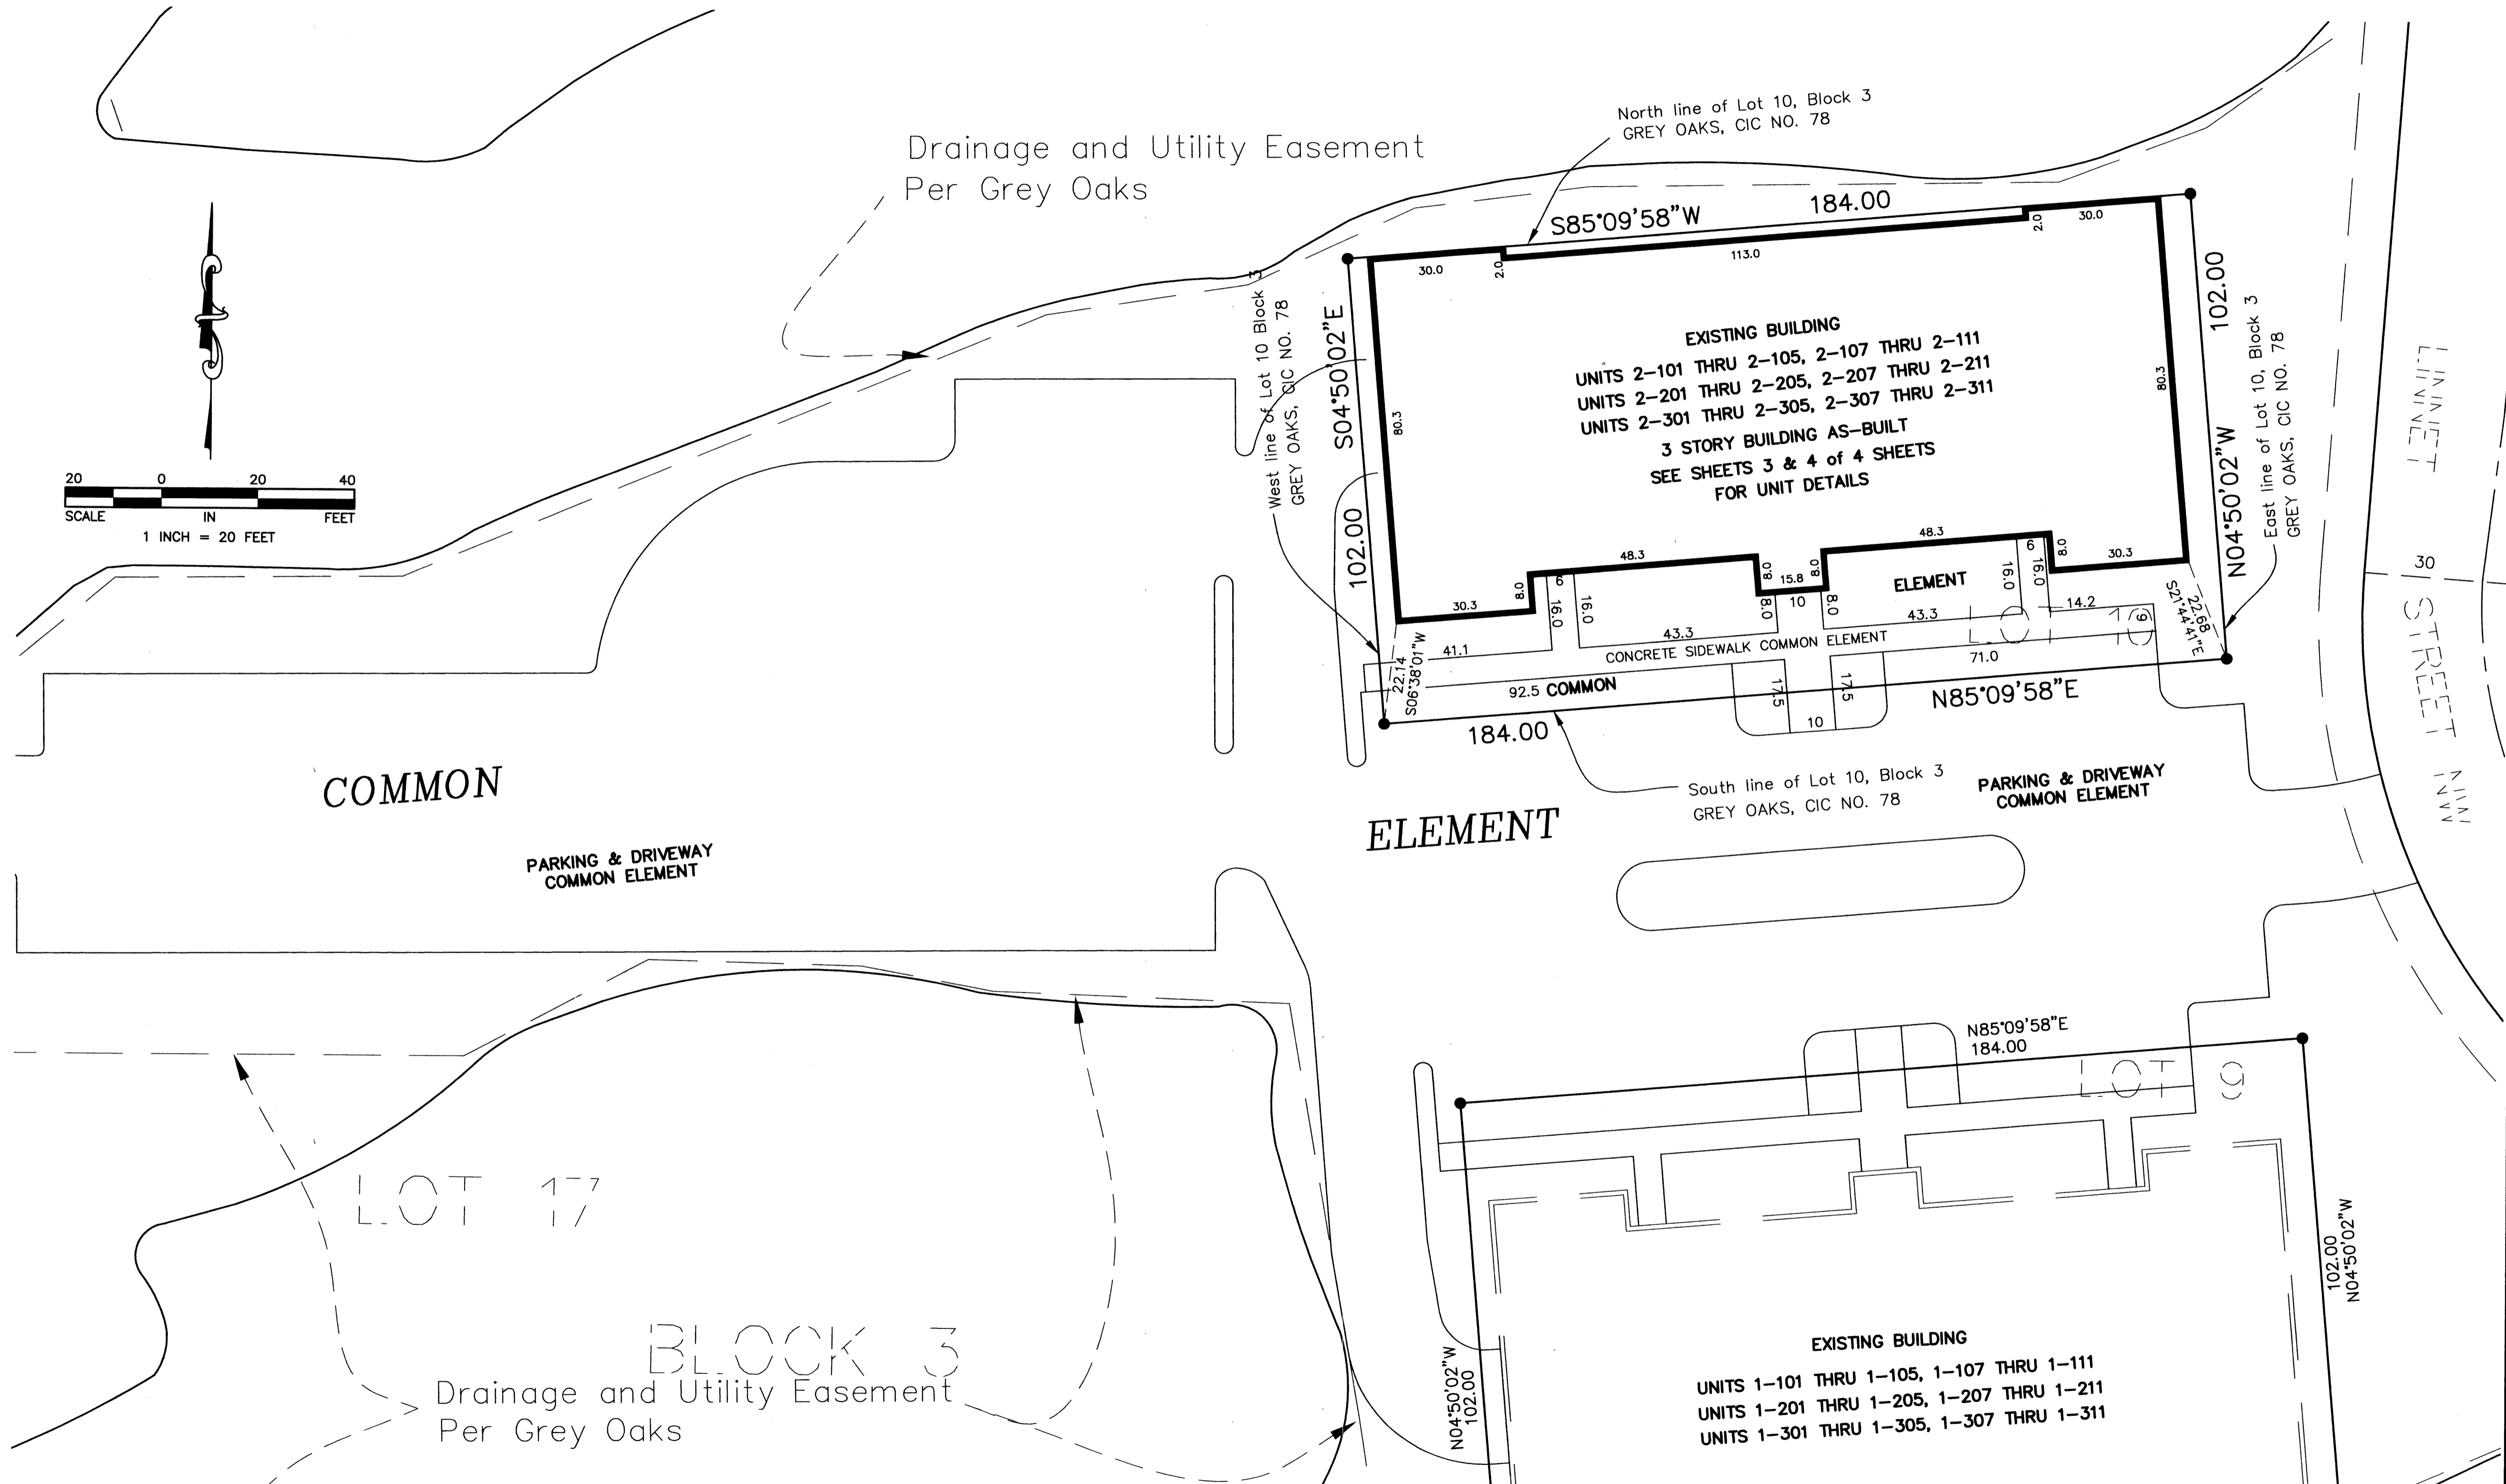 North line of Lot 10, Block 3
GREY OAKS, CIC NO. 78
Drainage and Utility Easement
Per Grey Oaks
S85°09'58"W
184.00
30.0
2.0
113.0
2.0
30.0
102.00
N04°50'02"W
East line of Lot 10, Block 3
GREY OAKS, CIC NO. 78
West line of Lot 10 Block 3
GREY OAKS, CIC NO. 78
S04°50'02"E
102.00
80.3
80.3
EXISTING BUILDING
UNITS 2-101 THRU 2-105, 2-107 THRU 2-111
UNITS 2-201 THRU 2-205, 2-207 THRU 2-211
UNITS 2-301 THRU 2-305, 2-307 THRU 2-311
3 STORY BUILDING AS-BUILT
SEE SHEETS 3 & 4 of 4 SHEETS
FOR UNIT DETAILS
20 0 20 40
SCALE IN FEET
1 INCH = 20 FEET
LINNET
LINNET
STREET
STREET
NW
NW
30
30.3
8.0
48.3
8.0
15.8
8.0
48.3
8.0
30.3
6
16.0
16.0
8.0
10
8.0
6
16.0
16.0
ELEMENT
43.3
43.3
14.2
LOT 10
6
41.1
CONCRETE SIDEWALK COMMON ELEMENT
71.0
22.14
S06°38'01"W
22.68
S21°44'41"E
92.5 COMMON
17.5
17.5
10
184.00
N85°09'58"E
South line of Lot 10, Block 3
GREY OAKS, CIC NO. 78
COMMON
ELEMENT
PARKING & DRIVEWAY
COMMON ELEMENT
PARKING & DRIVEWAY
COMMON ELEMENT
N85°09'58"E
184.00
LOT 9
LOT 17
BLOCK 3
Drainage and Utility Easement
Per Grey Oaks
102.00
N04°50'02"W
N04°50'02"W
102.00
EXISTING BUILDING
UNITS 1-101 THRU 1-105, 1-107 THRU 1-111
UNITS 1-201 THRU 1-205, 1-207 THRU 1-211
UNITS 1-301 THRU 1-305, 1-307 THRU 1-311